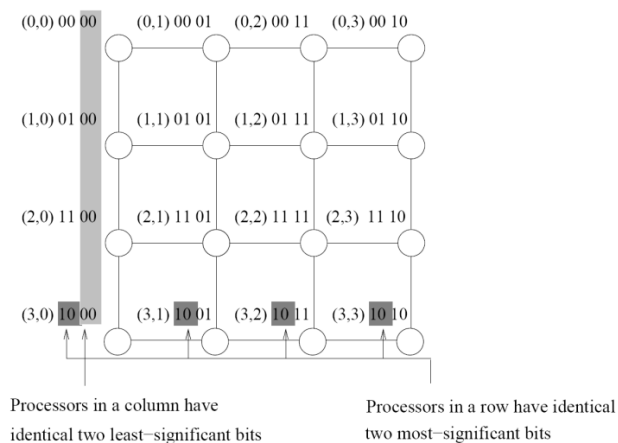 (0,0) 00 00 (0,1) 00 01 (0,2) 00 11 (0,3) 00 10
(1,0) 01 00 (1,1) 01 01 (1,2) 01 11 (1,3) 01 10
(2,0) 11 00 (2,1) 11 01 (2,2) 11 11 (2,3) 11 10
(3,0) 10 00 (3,1) 10 01 (3,2) 10 11 (3,3) 10 10
Processors in a column have
identical two least−significant bits
Processors in a row have identical
two most−significant bits